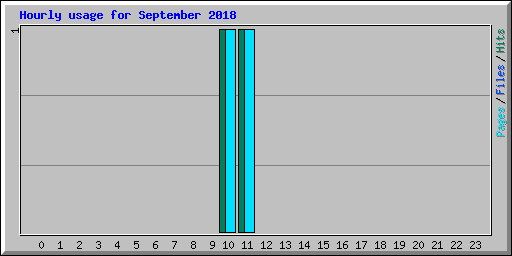 Hourly usage for September 2018
1
Pages/Files/Hits
0 1 2 3 4 5 6 7 8 9 10 11 12 13 14 15 16 17 18 19 20 21 22 23